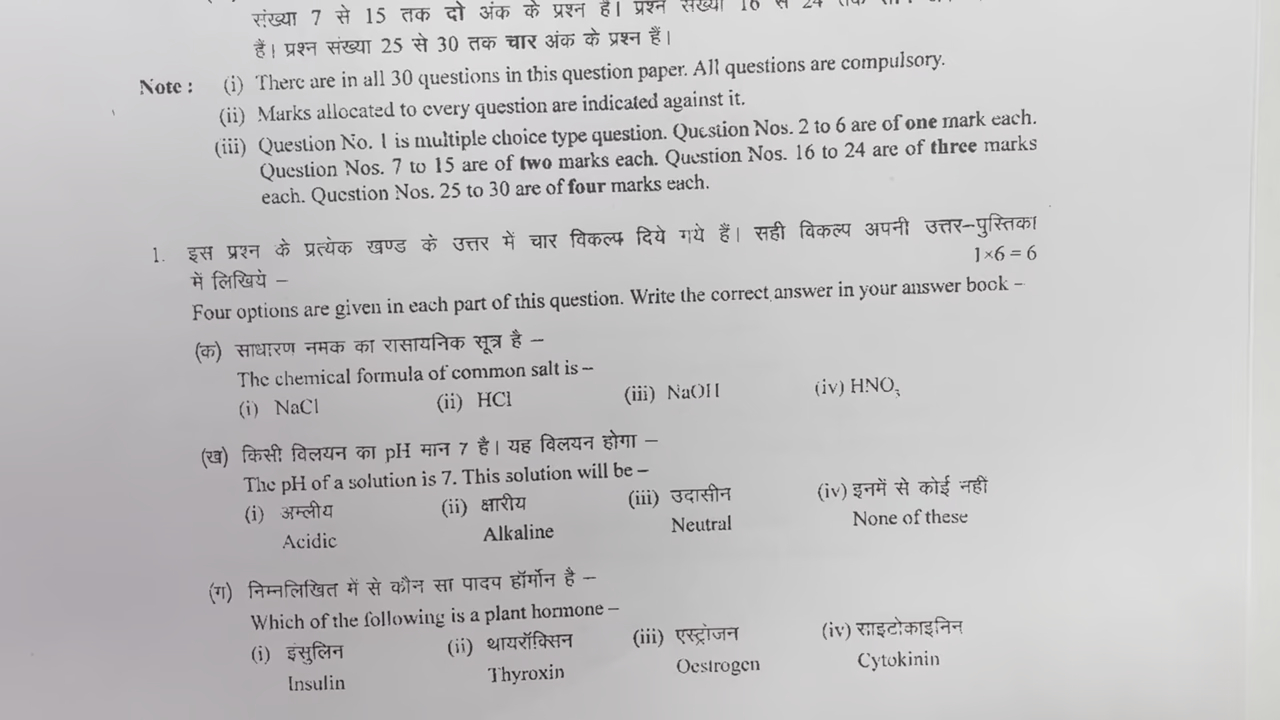 संख्या 7 से 15 तक दो अंक के प्रश्न हैं। प्रश्न संख्या 16 से 24 तक
हैं। प्रश्न संख्या 25 से 30 तक चार अंक के प्रश्न हैं।
Note : (i) There are in all 30 questions in this question paper. All questions are compulsory.
(ii) Marks allocated to every question are indicated against it.
(iii) Question No. 1 is multiple choice type question. Question Nos. 2 to 6 are of one mark each.
Question Nos. 7 to 15 are of two marks each. Question Nos. 16 to 24 are of three marks
each. Question Nos. 25 to 30 are of four marks each.
1. इस प्रश्न के प्रत्येक खण्ड के उत्तर में चार विकल्प दिये गये हैं। सही विकल्प अपनी उत्तर–पुस्तिका
में लिखिये – 1×6 = 6
Four options are given in each part of this question. Write the correct answer in your answer book –
(क) साधारण नमक का रासायनिक सूत्र है –
The chemical formula of common salt is –
(i) NaCl (ii) HCl (iii) NaOH (iv) HNO₃
(ख) किसी विलयन का pH मान 7 है। यह विलयन होगा –
The pH of a solution is 7. This solution will be –
(i) अम्लीय (ii) क्षारीय (iii) उदासीन (iv) इनमें से कोई नहीं
Acidic Alkaline Neutral None of these
(ग) निम्नलिखित में से कौन सा पादप हॉर्मोन है –
Which of the following is a plant hormone –
(i) इंसुलिन (ii) थायरॉक्सिन (iii) एस्ट्रोजन (iv) साइटोकाइनिन
Insulin Thyroxin Oestrogen Cytokinin